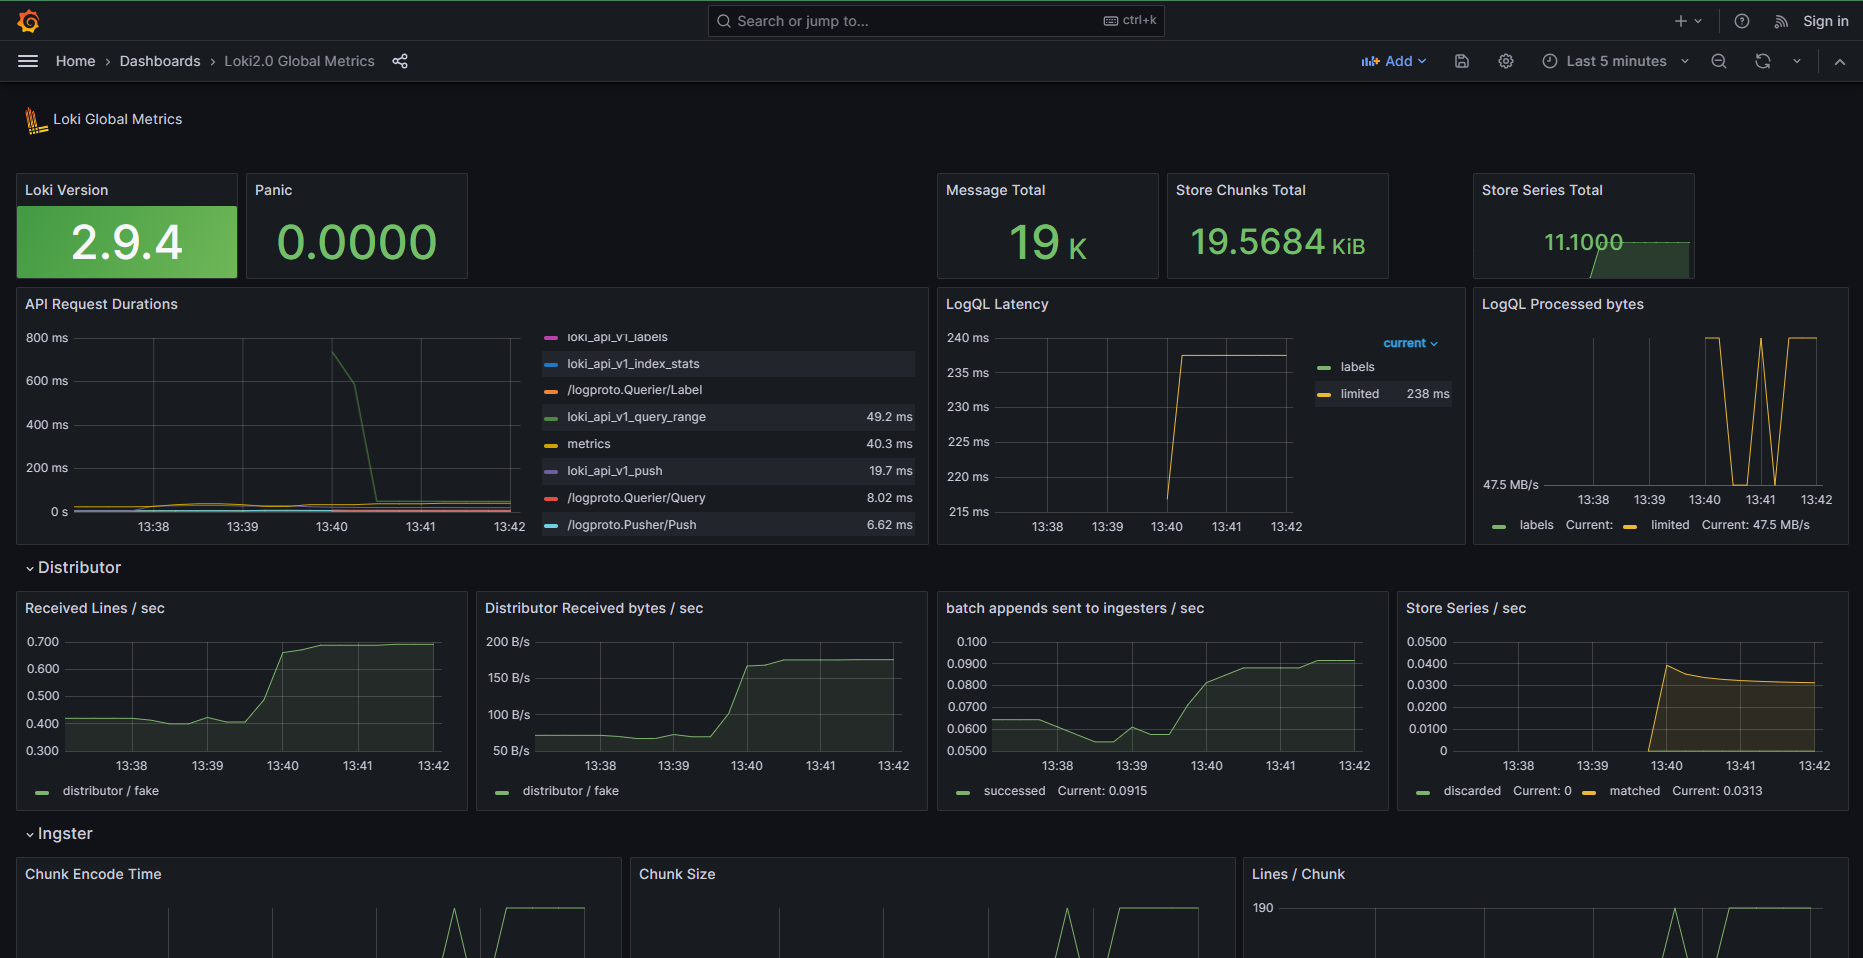 Search or jump to... ctrl+k Sign in
Home › Dashboards › Loki2.0 Global Metrics Add Last 5 minutes
Loki Global Metrics
Loki Version
2.9.4
Panic
0.0000
Message Total
19 K
Store Chunks Total
19.5684 KiB
Store Series Total
11.1000
API Request Durations
800 ms
600 ms
400 ms
200 ms
0 s
13:38 13:39 13:40 13:41 13:42
loki_api_v1_labels
loki_api_v1_index_stats
/logproto.Querier/Label
loki_api_v1_query_range 49.2 ms
metrics 40.3 ms
loki_api_v1_push 19.7 ms
/logproto.Querier/Query 8.02 ms
/logproto.Pusher/Push 6.62 ms
LogQL Latency
240 ms
235 ms
230 ms
225 ms
220 ms
215 ms
13:38 13:39 13:40 13:41 13:42
current
labels
limited 238 ms
LogQL Processed bytes
47.5 MB/s
13:38 13:39 13:40 13:41 13:42
labels Current: limited Current: 47.5 MB/s
Distributor
Received Lines / sec
0.700
0.600
0.500
0.400
0.300
13:38 13:39 13:40 13:41 13:42
distributor / fake
Distributor Received bytes / sec
200 B/s
150 B/s
100 B/s
50 B/s
13:38 13:39 13:40 13:41 13:42
distributor / fake
batch appends sent to ingesters / sec
0.100
0.0900
0.0800
0.0700
0.0600
0.0500
13:38 13:39 13:40 13:41 13:42
successed Current: 0.0915
Store Series / sec
0.0500
0.0400
0.0300
0.0200
0.0100
0
13:38 13:39 13:40 13:41 13:42
discarded Current: 0 matched Current: 0.0313
Ingster
Chunk Encode Time
Chunk Size
Lines / Chunk
190